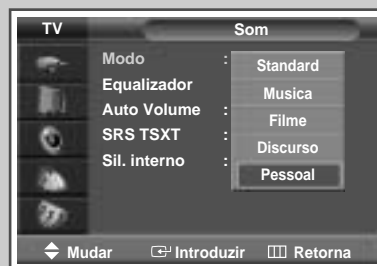 TV
Som
Modo :
Standard
Equalizador
Musica
Auto Volume :
Filme
SRS TSXT :
Discurso
Sil. interno :
Pessoal
Mudar Introduzir Retorna